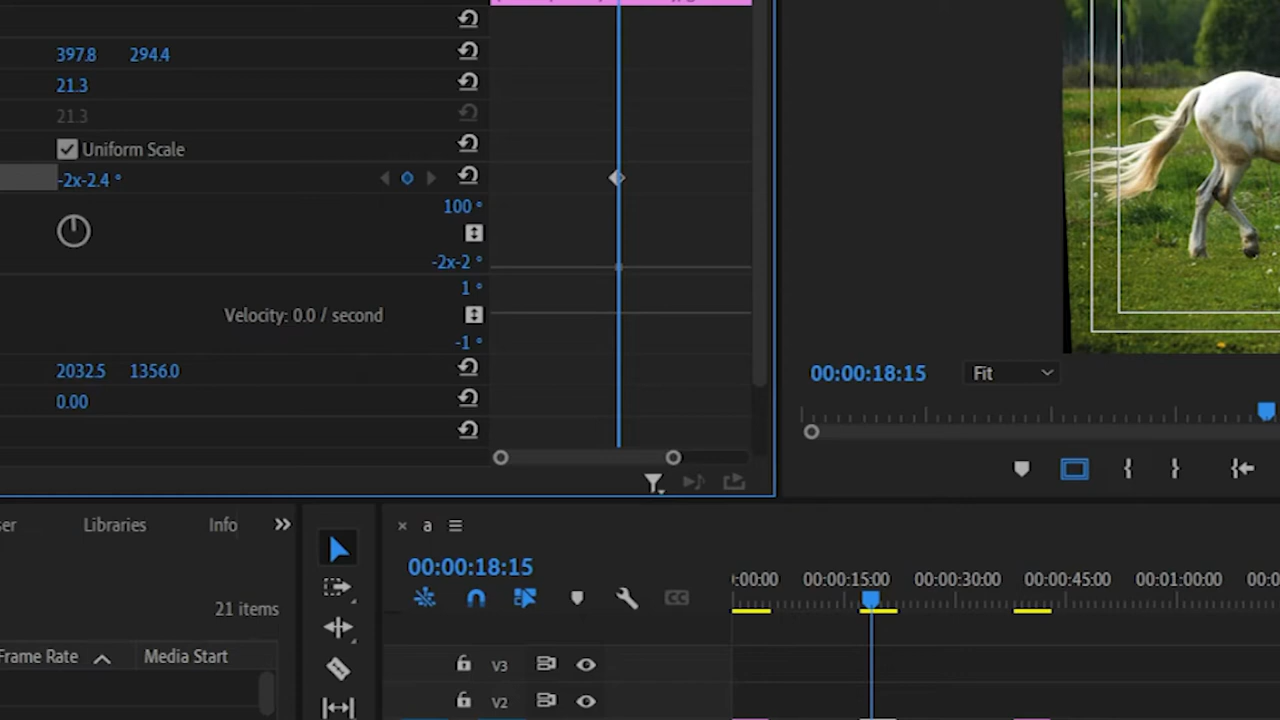 397.8 294.4
21.3
21.3
Uniform Scale
-2x-2.4 °
100 °
-2x-2 °
1 °
Velocity: 0.0 / second
-1 °
2032.5 1356.0
0.00
00:00:18:15 Fit
ser Libraries Info
× a
00:00:18:15
:00:00 00:00:15:00 00:00:30:00 00:00:45:00 00:01:00:00 00:0
CC
21 items
Frame Rate Media Start
V3
V2